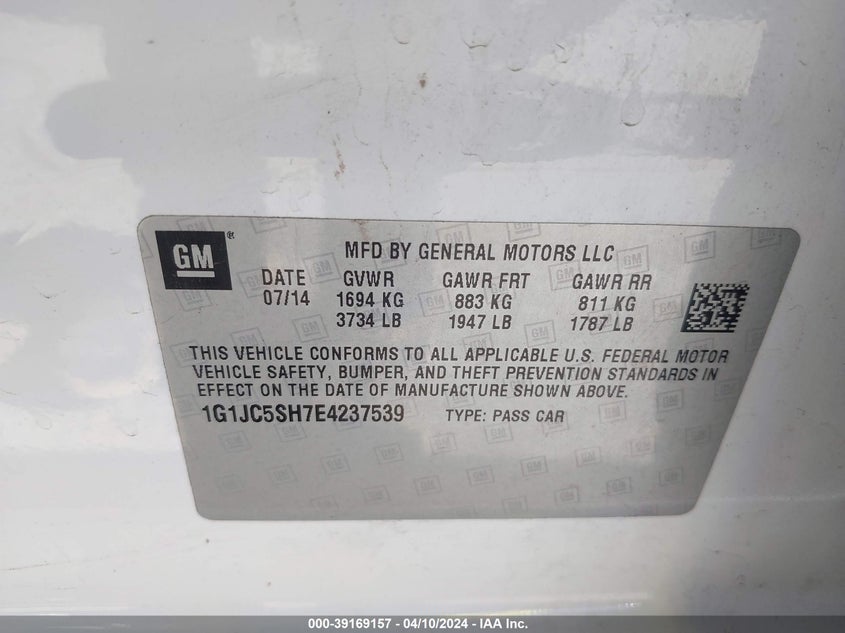 GM ®
MFD BY GENERAL MOTORS LLC
DATE GVWR GAWR FRT GAWR RR
07/14 1694 KG 883 KG 811 KG
3734 LB 1947 LB 1787 LB
THIS VEHICLE CONFORMS TO ALL APPLICABLE U.S. FEDERAL MOTOR
VEHICLE SAFETY, BUMPER, AND THEFT PREVENTION STANDARDS IN
EFFECT ON THE DATE OF MANUFACTURE SHOWN ABOVE.
1G1JC5SH7E4237539 TYPE: PASS CAR
000-39169157 - 04/10/2024 - © IAA Inc.